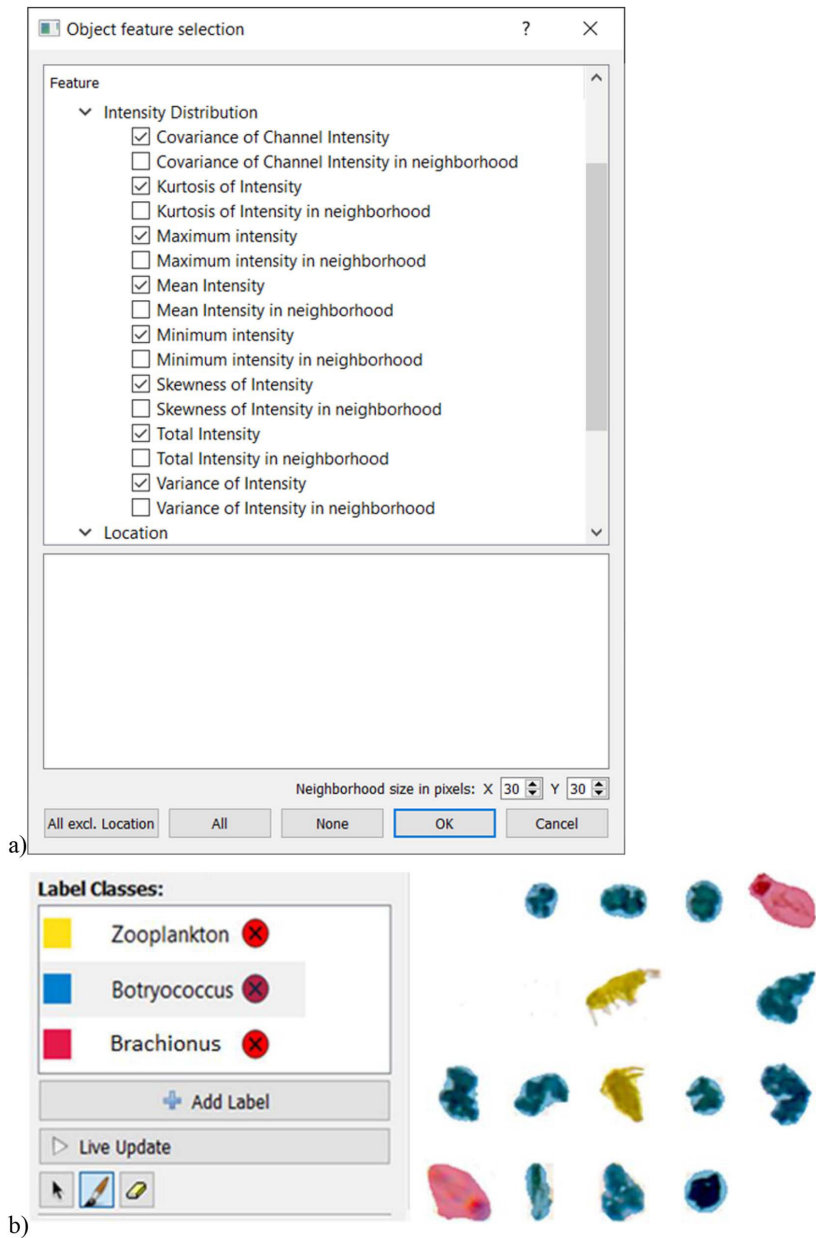 Object feature selection
Feature
Intensity Distribution
Covariance of Channel Intensity
Covariance of Channel Intensity in neighborhood
Kurtosis of Intensity
Kurtosis of Intensity in neighborhood
Maximum intensity
Maximum intensity in neighborhood
Mean Intensity
Mean Intensity in neighborhood
Minimum intensity
Minimum intensity in neighborhood
Skewness of Intensity
Skewness of Intensity in neighborhood
Total Intensity
Total Intensity in neighborhood
Variance of Intensity
Variance of Intensity in neighborhood
Location
Neighborhood size in pixels: X 30 Y 30
All excl. Location All None OK Cancel
a)
Label Classes:
Zooplankton
Botryococcus
Brachionus
Add Label
Live Update
b)